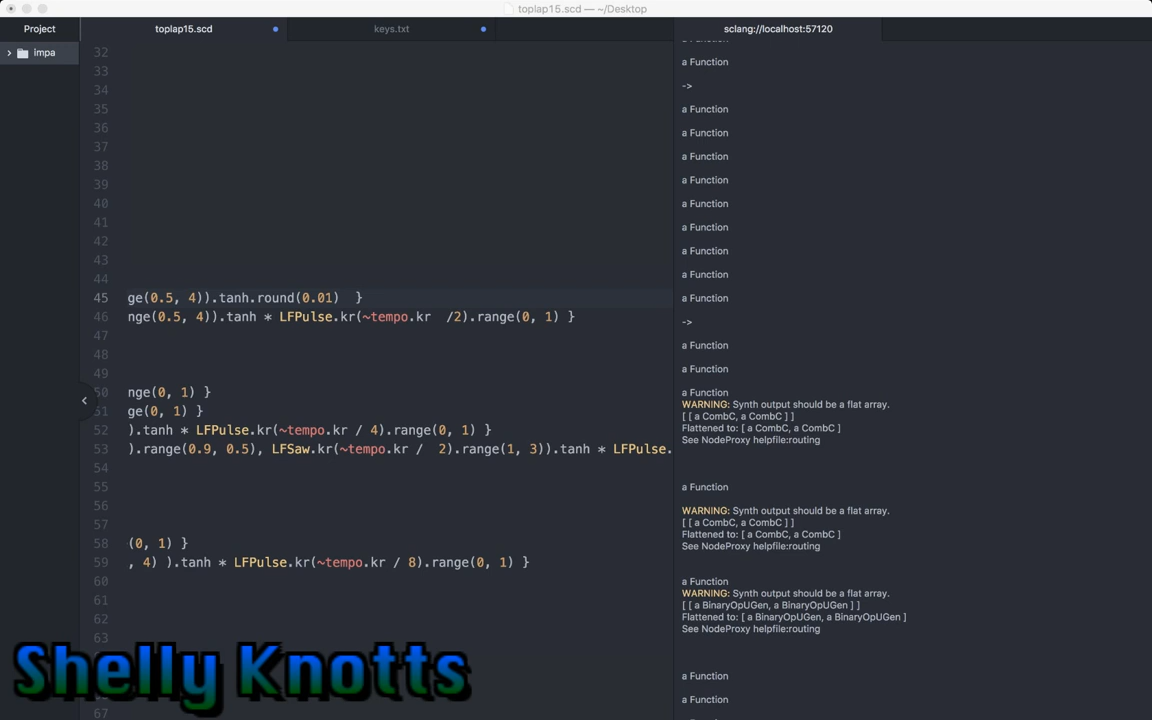 toplap15.scd — ~/Desktop
Project
toplap15.scd
keys.txt
sclang://localhost:57120
impa
32
33
34
35
36
37
38
39
40
41
42
43
44
45 ge(0.5, 4)).tanh.round(0.01)  }
46 nge(0.5, 4)).tanh * LFPulse.kr(~tempo.kr  /2).range(0, 1) }
47
48
49
50 nge(0, 1) }
51 ge(0, 1) }
52 ).tanh * LFPulse.kr(~tempo.kr / 4).range(0, 1) }
53 ).range(0.9, 0.5), LFSaw.kr(~tempo.kr /  2).range(1, 3)).tanh * LFPulse.
54
55
56
57
58 (0, 1) }
59 , 4) ).tanh * LFPulse.kr(~tempo.kr / 8).range(0, 1) }
60
61
62
63
67
a Function
->
a Function
a Function
a Function
a Function
a Function
a Function
a Function
a Function
a Function
->
a Function
a Function
a Function
WARNING: Synth output should be a flat array.
[ [ a CombC, a CombC ] ]
Flattened to: [ a CombC, a CombC ]
See NodeProxy helpfile:routing
a Function
WARNING: Synth output should be a flat array.
[ [ a CombC, a CombC ] ]
Flattened to: [ a CombC, a CombC ]
See NodeProxy helpfile:routing
a Function
WARNING: Synth output should be a flat array.
[ [ a BinaryOpUGen, a BinaryOpUGen ] ]
Flattened to: [ a BinaryOpUGen, a BinaryOpUGen ]
See NodeProxy helpfile:routing
a Function
a Function
Shelly Knotts